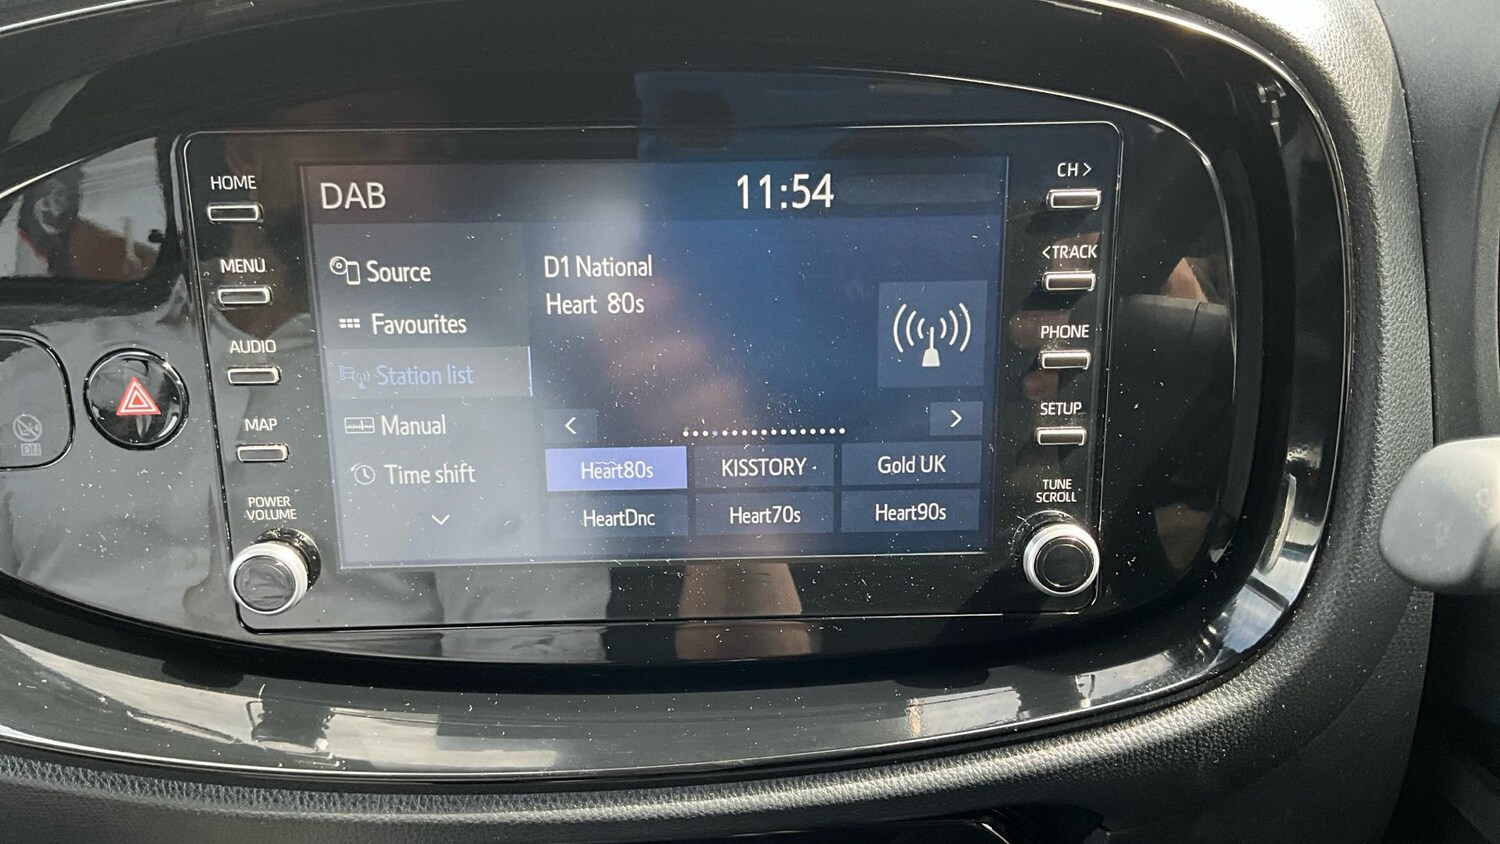 HOME
MENU
AUDIO
MAP
POWER
VOLUME
DAB
11:54
Source
Favourites
Station list
Manual
Time shift
D1 National
Heart 80s
<
>
Heart80s
KISSTORY
Gold UK
HeartDnc
Heart70s
Heart90s
CH >
< TRACK
PHONE
SETUP
TUNE
SCROLL